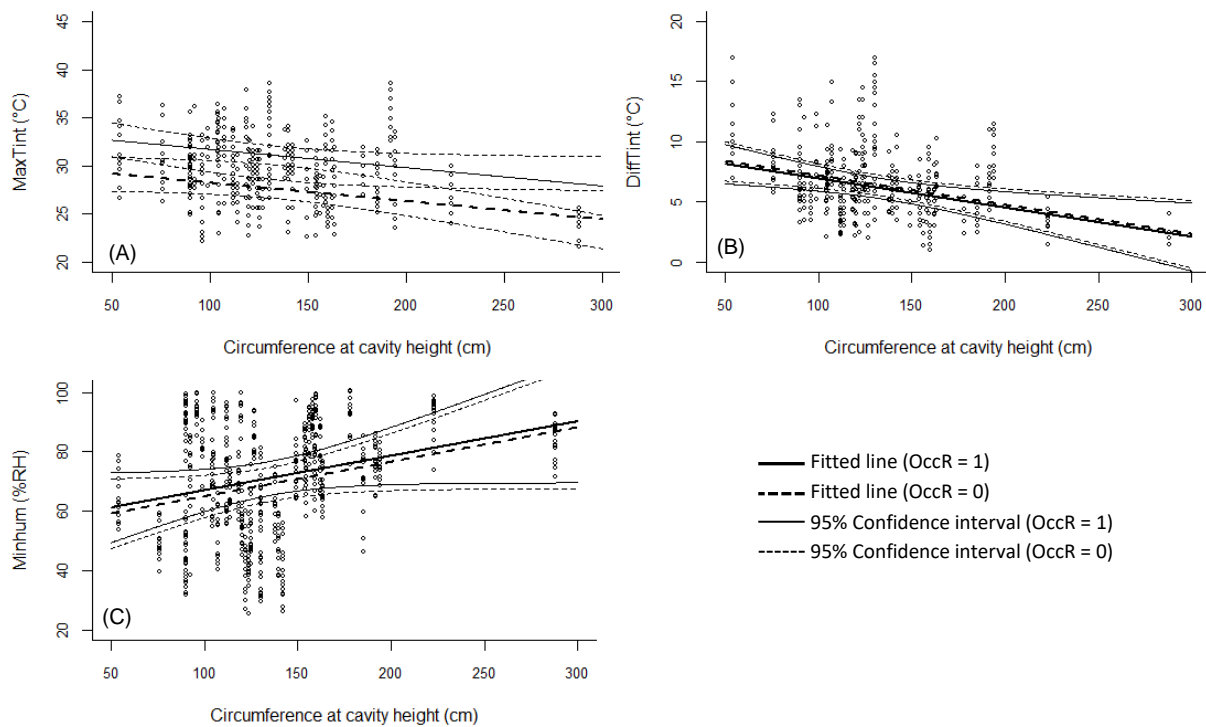 MaxTint (°C)
45
40
35
30
25
20
(A)
50 100 150 200 250 300
Circumference at cavity height (cm)
DiffTint (°C)
20
15
10
5
0
(B)
50 100 150 200 250 300
Circumference at cavity height (cm)
Minhum (%RH)
100
80
60
40
20
(C)
50 100 150 200 250 300
Circumference at cavity height (cm)
Fitted line (OccR = 1)
Fitted line (OccR = 0)
95% Confidence interval (OccR = 1)
95% Confidence interval (OccR = 0)